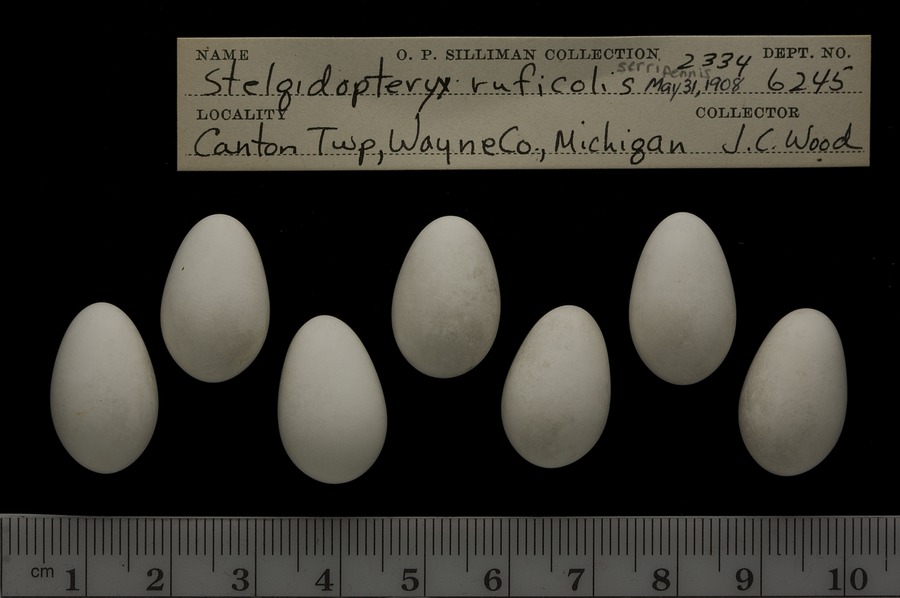 NAME O. P. SILLIMAN COLLECTION 2334 DEPT. NO.
serripennis
Stelgidopteryx ruficolis May 31, 1908 6245
LOCALITY COLLECTOR
Canton Twp, Wayne Co., Michigan J. C. Wood
cm 1 2 3 4 5 6 7 8 9 10